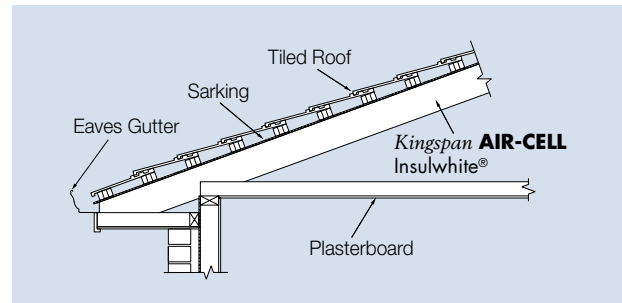 Tiled Roof
Sarking
Eaves Gutter
Kingspan AIR-CELL
Insulwhite®
Plasterboard